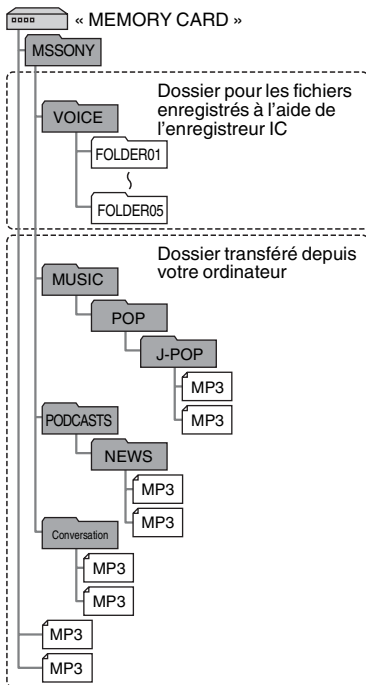 « MEMORY CARD »
MSSONY
Dossier pour les fichiers
enregistrés à l'aide de
l'enregistreur IC
VOICE
FOLDER01
FOLDER05
Dossier transféré depuis
votre ordinateur
MUSIC
POP
J-POP
MP3
MP3
PODCASTS
NEWS
MP3
MP3
Conversation
MP3
MP3
MP3
MP3